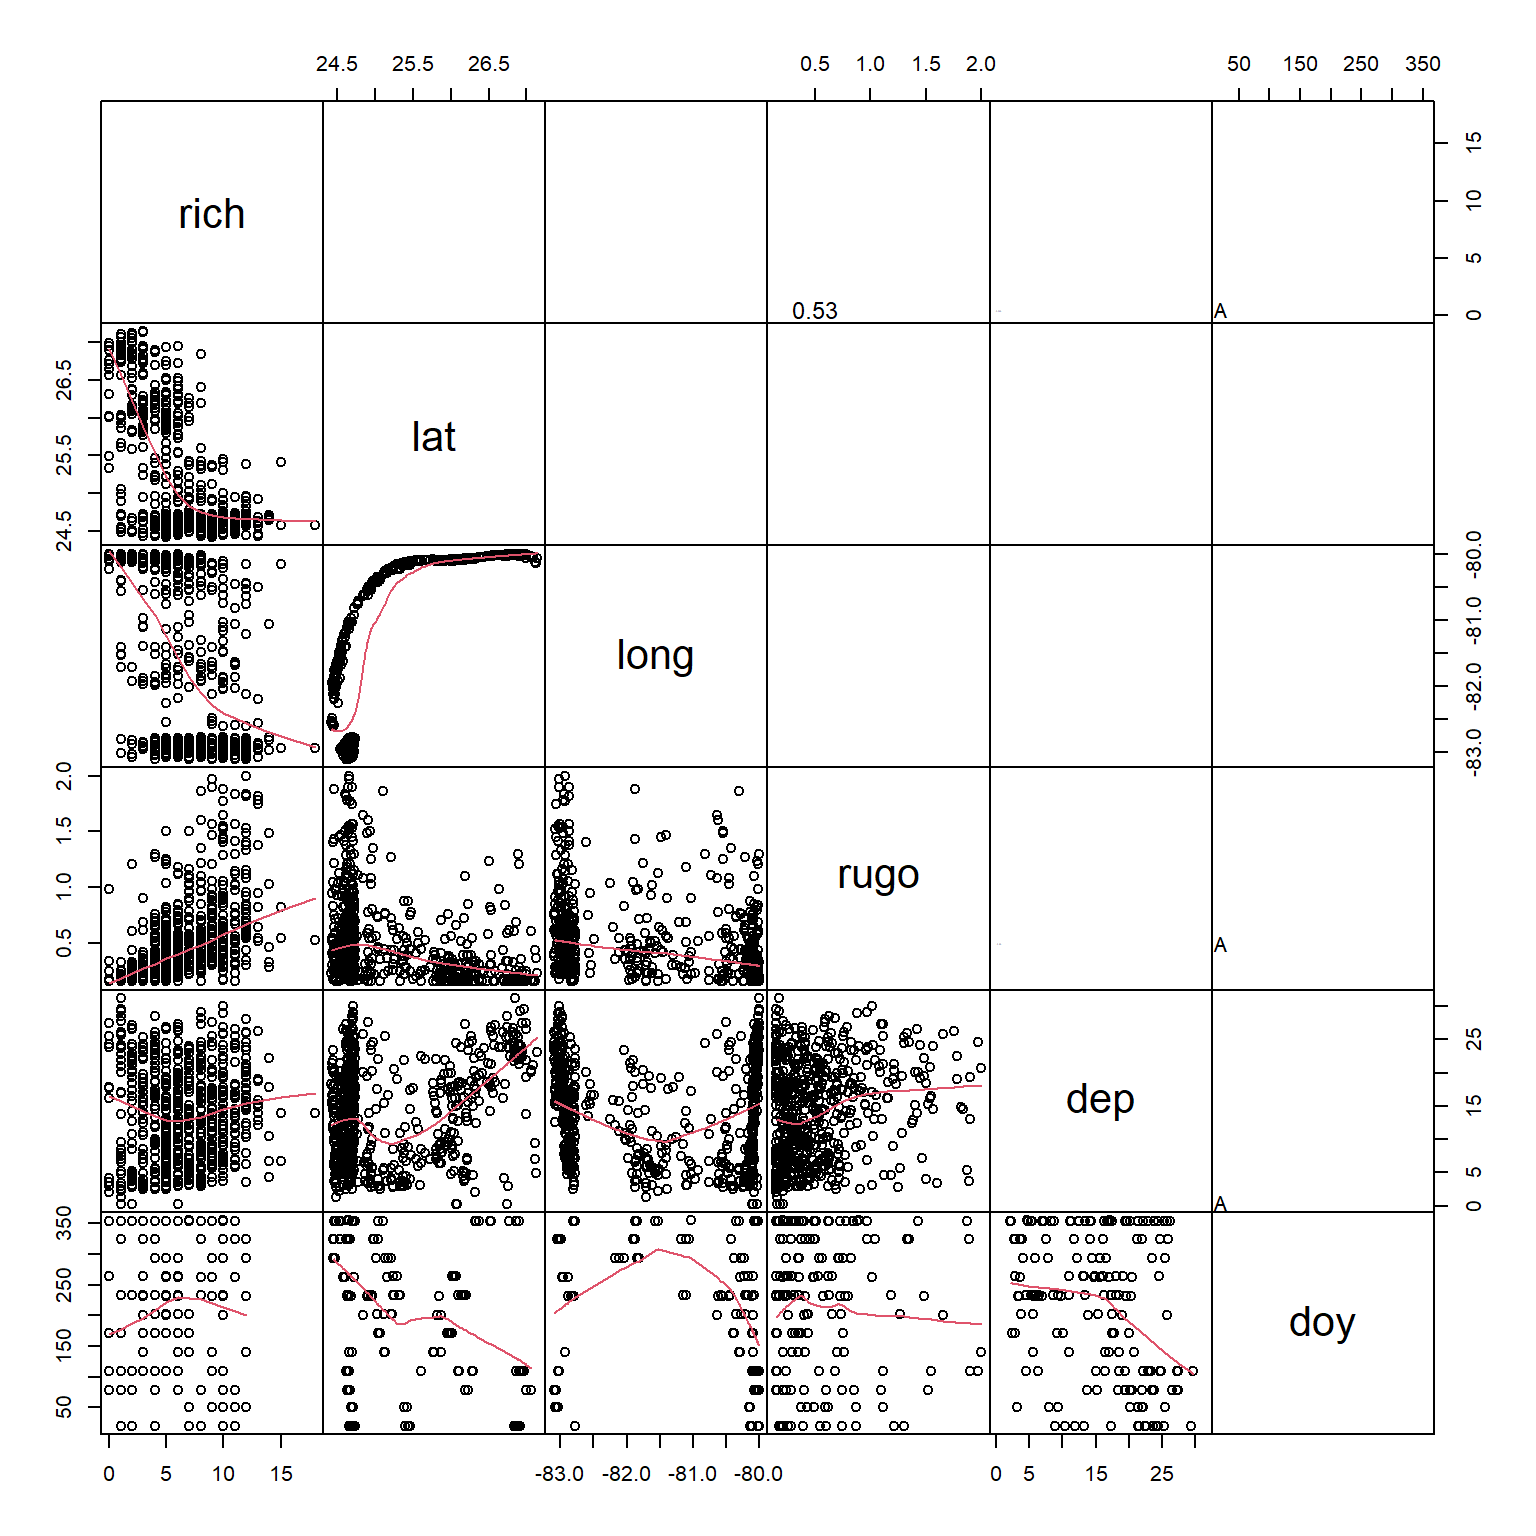 24.5 25.5 26.5 0.5 1.0 1.5 2.0 50 150 250 350
rich
0 5 10 15
0.53
A
lat
24.5 25.5 26.5
long
-83.0 -82.0 -81.0 -80.0
rugo
0.5 1.0 1.5 2.0
A
dep
0 5 15 25
A
doy
50 150 250 350
0 5 10 15 -83.0 -82.0 -81.0 -80.0 0 5 15 25